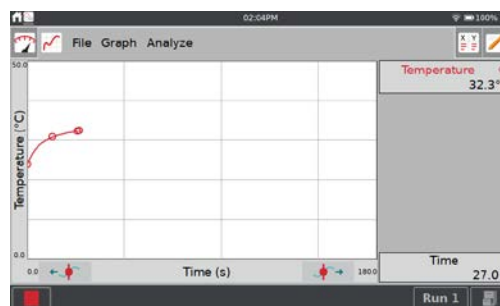 02:04PM
100%
File Graph Analyze
X Y
50.0
Temperature
32.3°
Temperature (°C)
0.0
0.0
Time (s)
180.0
Time
27.0
Run 1